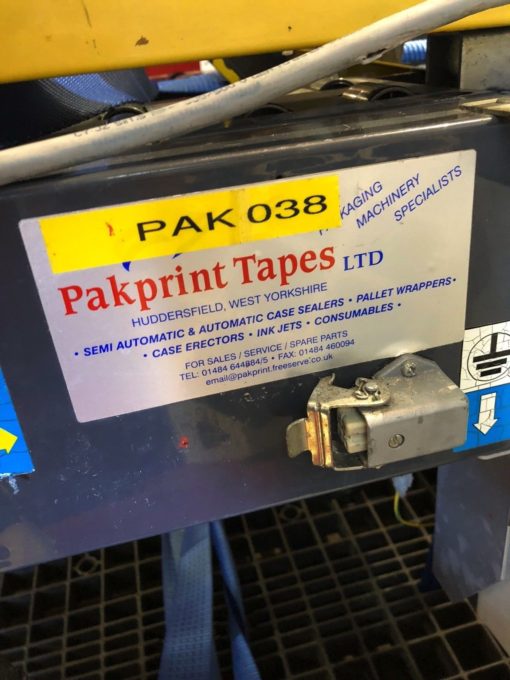 PAK 038
KAGING
MACHINERY
SPECIALISTS
Pakprint Tapes LTD
HUDDERSFIELD, WEST YORKSHIRE
• SEMI AUTOMATIC & AUTOMATIC CASE SEALERS • PALLET WRAPPERS •
• CASE ERECTORS • INK JETS • CONSUMABLES •
FOR SALES / SERVICE / SPARE PARTS
TEL: 01484 644884/5 • FAX: 01484 460094
email@pakprint.freeserve.co.uk